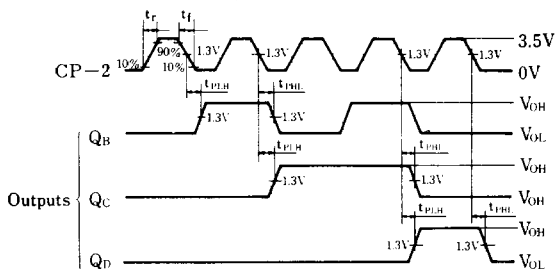 tr tf
90% 1.3V 1.3V 1.3V 1.3V 3.5V
CP-2 10% 10% 0V
tPLH tPHL
1.3V 1.3V VOH
QB VOL
tPLH tPHL
VOH
1.3V 1.3V
Outputs QC VOH
tPLH tPHL
VOH
1.3V 1.3V
QD VOL